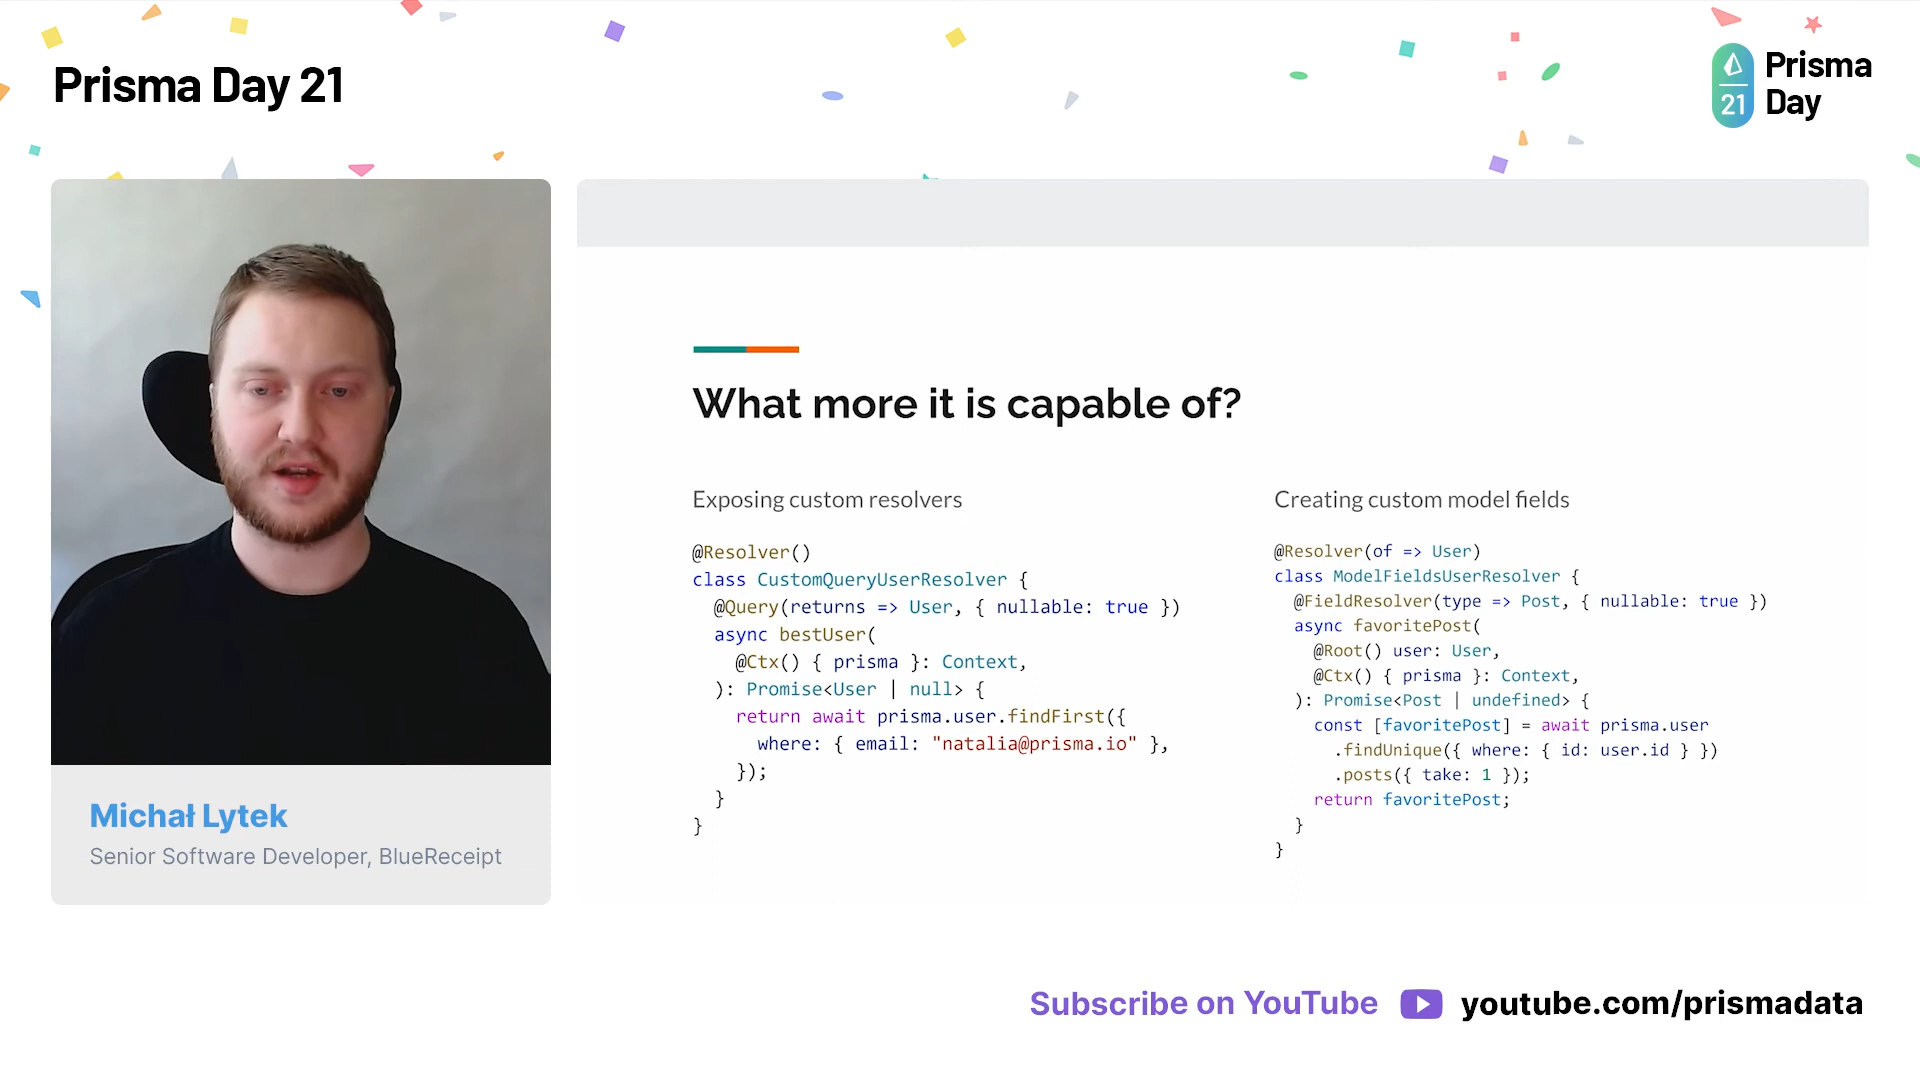 Prisma Day 21
21
Prisma
Day
What more it is capable of?
Exposing custom resolvers
@Resolver()
class CustomQueryUserResolver {
  @Query(returns => User, { nullable: true })
  async bestUser(
    @Ctx() { prisma }: Context,
  ): Promise<User | null> {
    return await prisma.user.findFirst({
      where: { email: "natalia@prisma.io" },
    });
  }
}
Creating custom model fields
@Resolver(of => User)
class ModelFieldsUserResolver {
  @FieldResolver(type => Post, { nullable: true })
  async favoritePost(
    @Root() user: User,
    @Ctx() { prisma }: Context,
  ): Promise<Post | undefined> {
    const [favoritePost] = await prisma.user
      .findUnique({ where: { id: user.id } })
      .posts({ take: 1 });
    return favoritePost;
  }
}
Michał Lytek
Senior Software Developer, BlueReceipt
Subscribe on YouTube youtube.com/prismadata